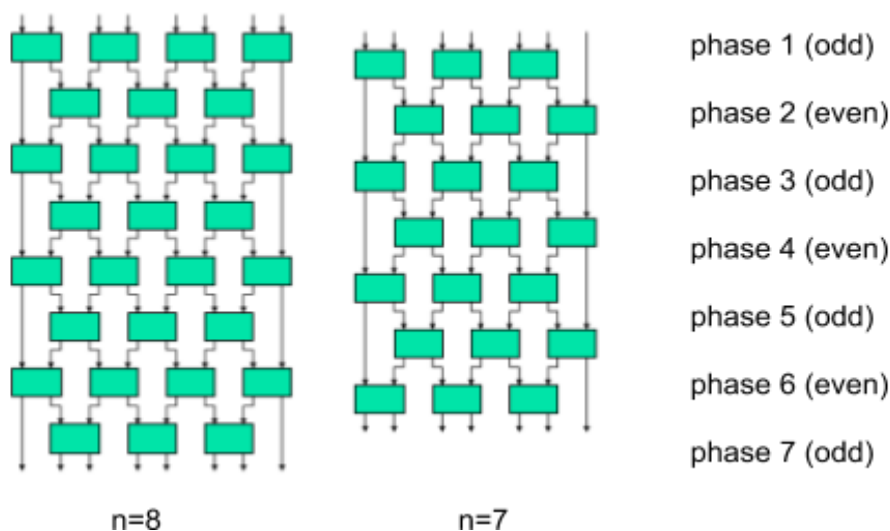 phase 1 (odd)
phase 2 (even)
phase 3 (odd)
phase 4 (even)
phase 5 (odd)
phase 6 (even)
phase 7 (odd)
n=8
n=7